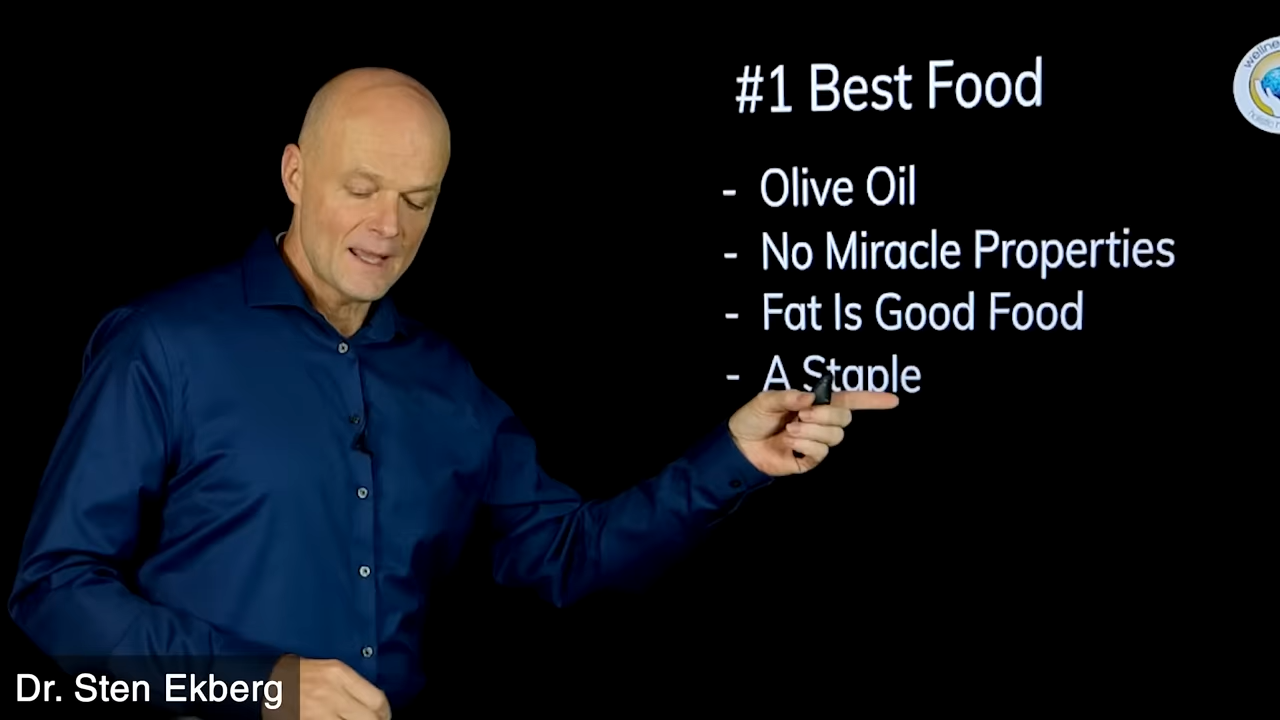 #1 Best Food
- Olive Oil
- No Miracle Properties
- Fat Is Good Food
- A Staple
Dr. Sten Ekberg